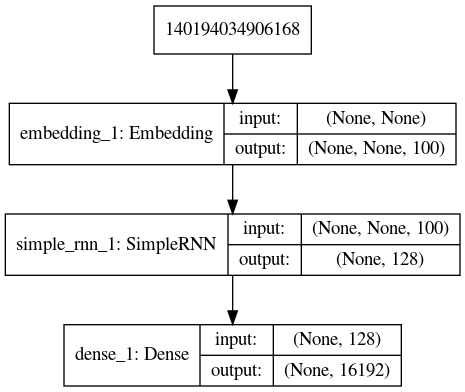 140194034906168
embedding_1: Embedding
input:
(None, None)
output:
(None, None, 100)
simple_rnn_1: SimpleRNN
input:
(None, None, 100)
output:
(None, 128)
dense_1: Dense
input:
(None, 128)
output:
(None, 16192)